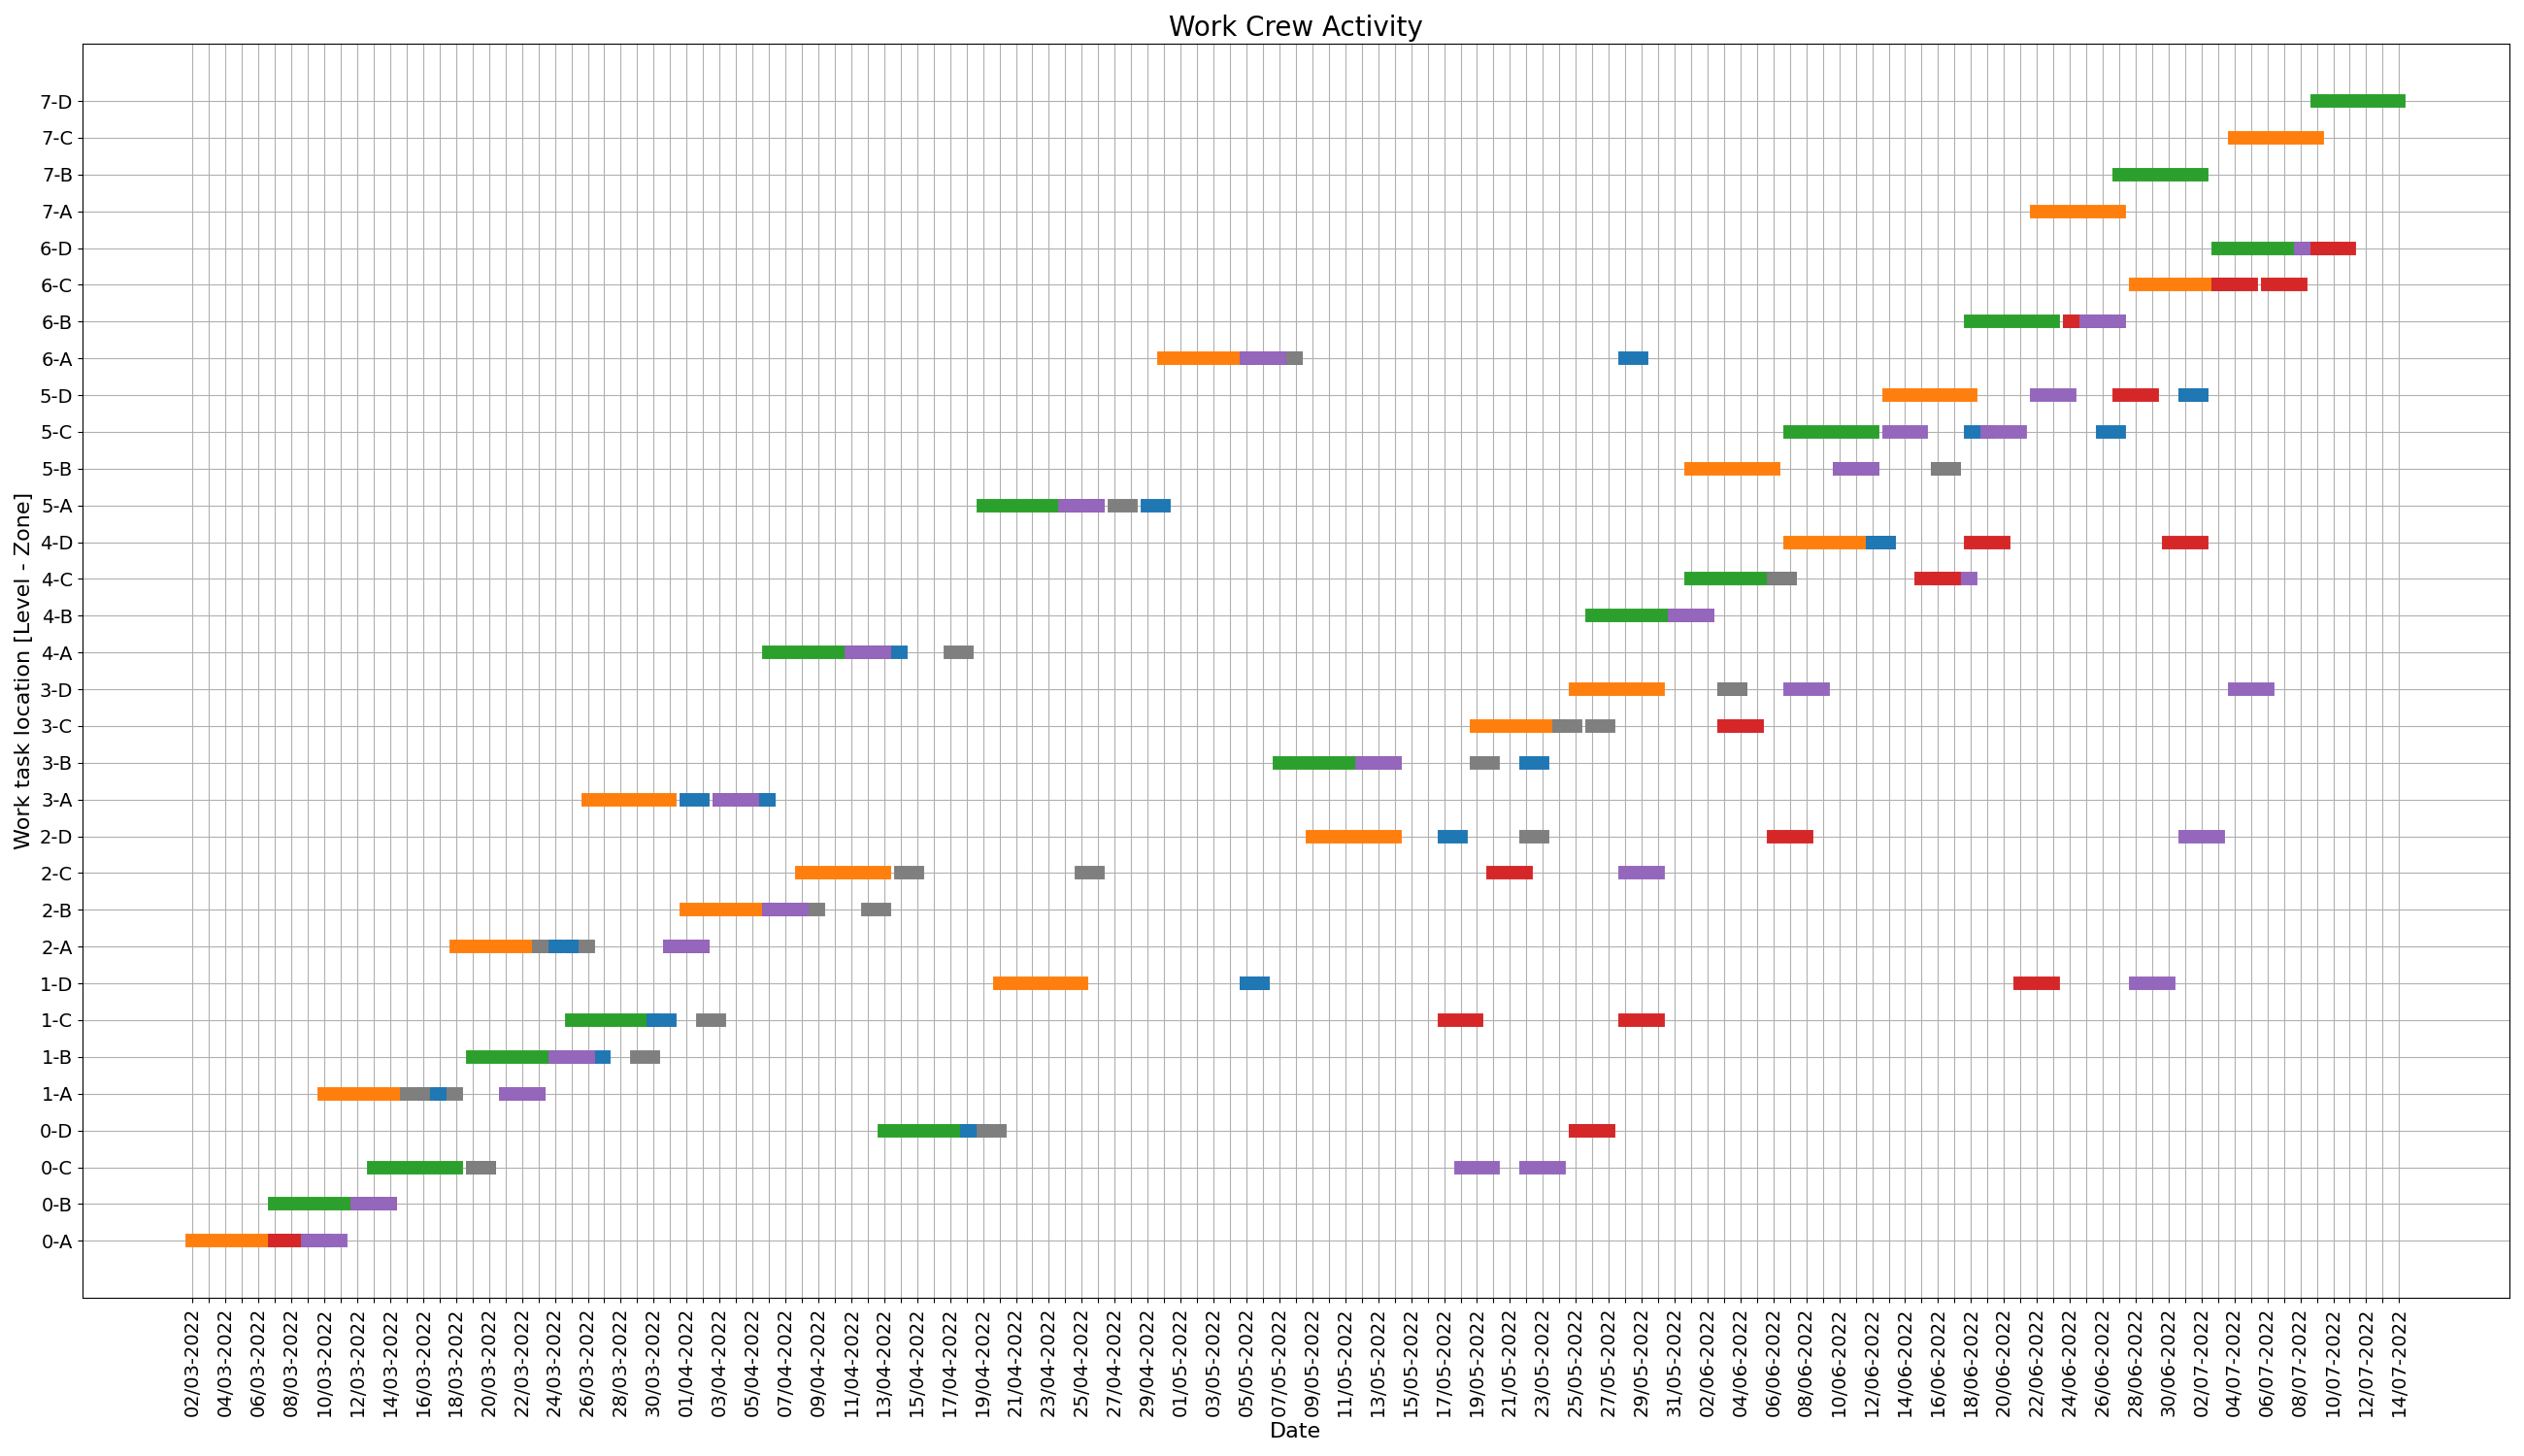 Work Crew Activity
Work task location [Level - Zone]
7-D
7-C
7-B
7-A
6-D
6-C
6-B
6-A
5-D
5-C
5-B
5-A
4-D
4-C
4-B
4-A
3-D
3-C
3-B
3-A
2-D
2-C
2-B
2-A
1-D
1-C
1-B
1-A
0-D
0-C
0-B
0-A
02/03-2022
04/03-2022
06/03-2022
08/03-2022
10/03-2022
12/03-2022
14/03-2022
16/03-2022
18/03-2022
20/03-2022
22/03-2022
24/03-2022
26/03-2022
28/03-2022
30/03-2022
01/04-2022
03/04-2022
05/04-2022
07/04-2022
09/04-2022
11/04-2022
13/04-2022
15/04-2022
17/04-2022
19/04-2022
21/04-2022
23/04-2022
25/04-2022
27/04-2022
29/04-2022
01/05-2022
03/05-2022
05/05-2022
07/05-2022
09/05-2022
11/05-2022
13/05-2022
15/05-2022
17/05-2022
19/05-2022
21/05-2022
23/05-2022
25/05-2022
27/05-2022
29/05-2022
31/05-2022
02/06-2022
04/06-2022
06/06-2022
08/06-2022
10/06-2022
12/06-2022
14/06-2022
16/06-2022
18/06-2022
20/06-2022
22/06-2022
24/06-2022
26/06-2022
28/06-2022
30/06-2022
02/07-2022
04/07-2022
06/07-2022
08/07-2022
10/07-2022
12/07-2022
14/07-2022
Date